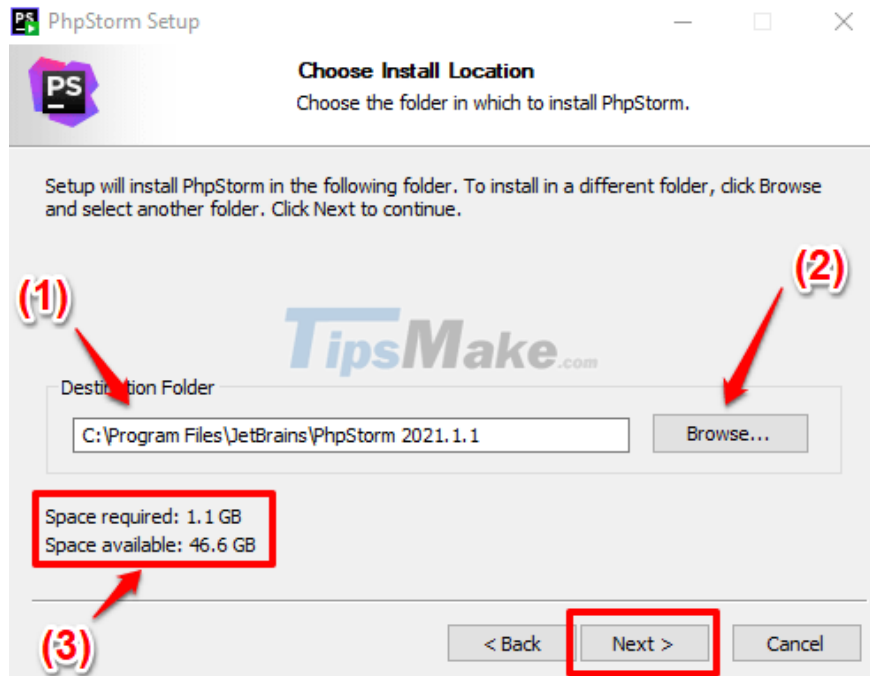 PhpStorm Setup
PS
Choose Install Location
Choose the folder in which to install PhpStorm.
Setup will install PhpStorm in the following folder. To install in a different folder, click Browse
and select another folder. Click Next to continue.
(1)
(2)
TipsMake.com
Destination Folder
C:\Program Files\JetBrains\PhpStorm 2021.1.1
Browse...
Space required: 1.1 GB
Space available: 46.6 GB
(3)
< Back
Next >
Cancel